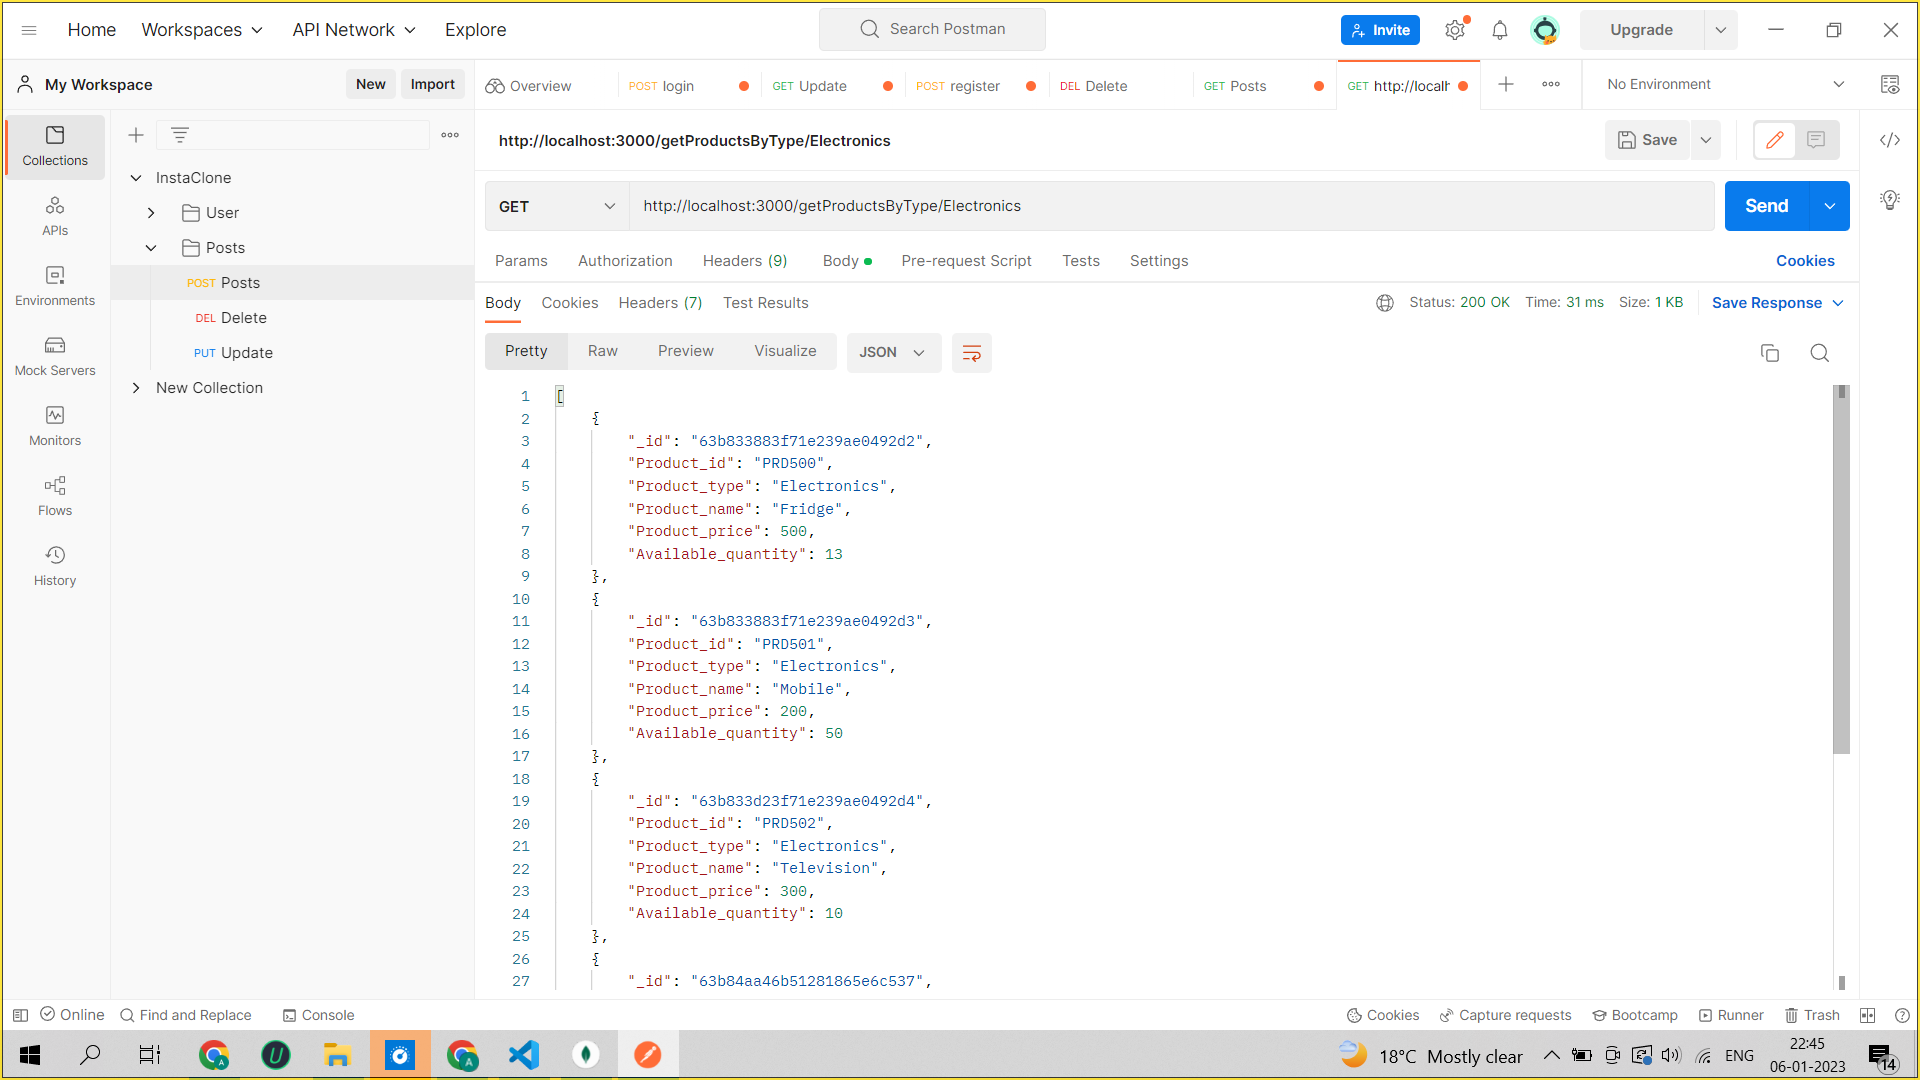 Home
Workspaces
API Network
Explore
Search Postman
Invite
Upgrade
My Workspace
New
Import
Overview
POST login
GET Update
POST register
DEL Delete
GET Posts
GET http://localh
No Environment
Collections
APIs
Environments
Mock Servers
Monitors
Flows
History
InstaClone
User
Posts
POST Posts
DEL Delete
PUT Update
New Collection
http://localhost:3000/getProductsByType/Electronics
Save
GET
http://localhost:3000/getProductsByType/Electronics
Send
Params
Authorization
Headers (9)
Body
Pre-request Script
Tests
Settings
Cookies
Body
Cookies
Headers (7)
Test Results
Status: 200 OK
Time: 31 ms
Size: 1 KB
Save Response
Pretty
Raw
Preview
Visualize
JSON
1 [
2 {
3 "_id": "63b833883f71e239ae0492d2",
4 "Product_id": "PRD500",
5 "Product_type": "Electronics",
6 "Product_name": "Fridge",
7 "Product_price": 500,
8 "Available_quantity": 13
9 },
10 {
11 "_id": "63b833883f71e239ae0492d3",
12 "Product_id": "PRD501",
13 "Product_type": "Electronics",
14 "Product_name": "Mobile",
15 "Product_price": 200,
16 "Available_quantity": 50
17 },
18 {
19 "_id": "63b833d23f71e239ae0492d4",
20 "Product_id": "PRD502",
21 "Product_type": "Electronics",
22 "Product_name": "Television",
23 "Product_price": 300,
24 "Available_quantity": 10
25 },
26 {
27 "_id": "63b84aa46b51281865e6c537",
Online
Find and Replace
Console
Cookies
Capture requests
Bootcamp
Runner
Trash
U
A
A
18°C Mostly clear
ENG
22:45
06-01-2023
14